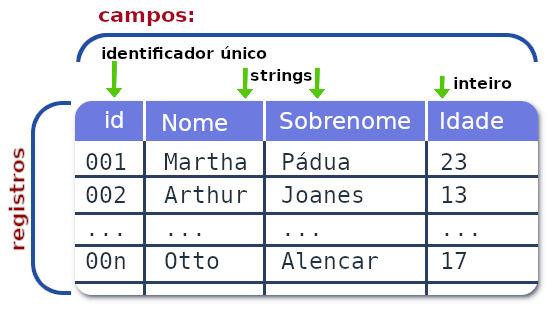 campos:
identificador único
strings
inteiro
registros
id Nome Sobrenome Idade
001 Martha Pádua 23
002 Arthur Joanes 13
... ... ... ...
00n Otto Alencar 17